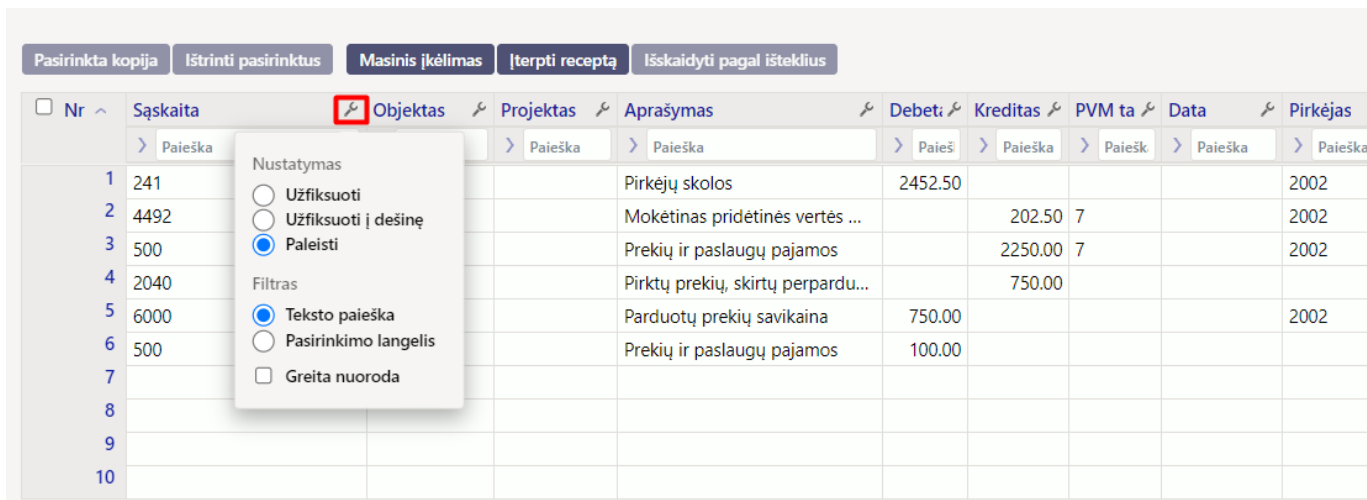 Pasirinkta kopija Ištrinti pasirinktus Masinis įkėlimas Įterpti receptą Išskaidyti pagal išteklius
Nr Sąskaita Objektas Projektas Aprašymas Debeta Kreditas PVM ta Data Pirkėjas
Paieška Paieška Paieška Paieš Paieška Paiešk Paieška Paieška
Nustatymas
Užfiksuoti
Užfiksuoti į dešinę
Paleisti
Filtras
Teksto paieška
Pasirinkimo langelis
Greita nuoroda
1 241 Pirkėjų skolos 2452.50 2002
2 4492 Mokėtinas pridėtinės vertės ... 202.50 7 2002
3 500 Prekių ir paslaugų pajamos 2250.00 7 2002
4 2040 Pirktų prekių, skirtų perpardu... 750.00
5 6000 Parduotų prekių savikaina 750.00 2002
6 500 Prekių ir paslaugų pajamos 100.00
7
8
9
10